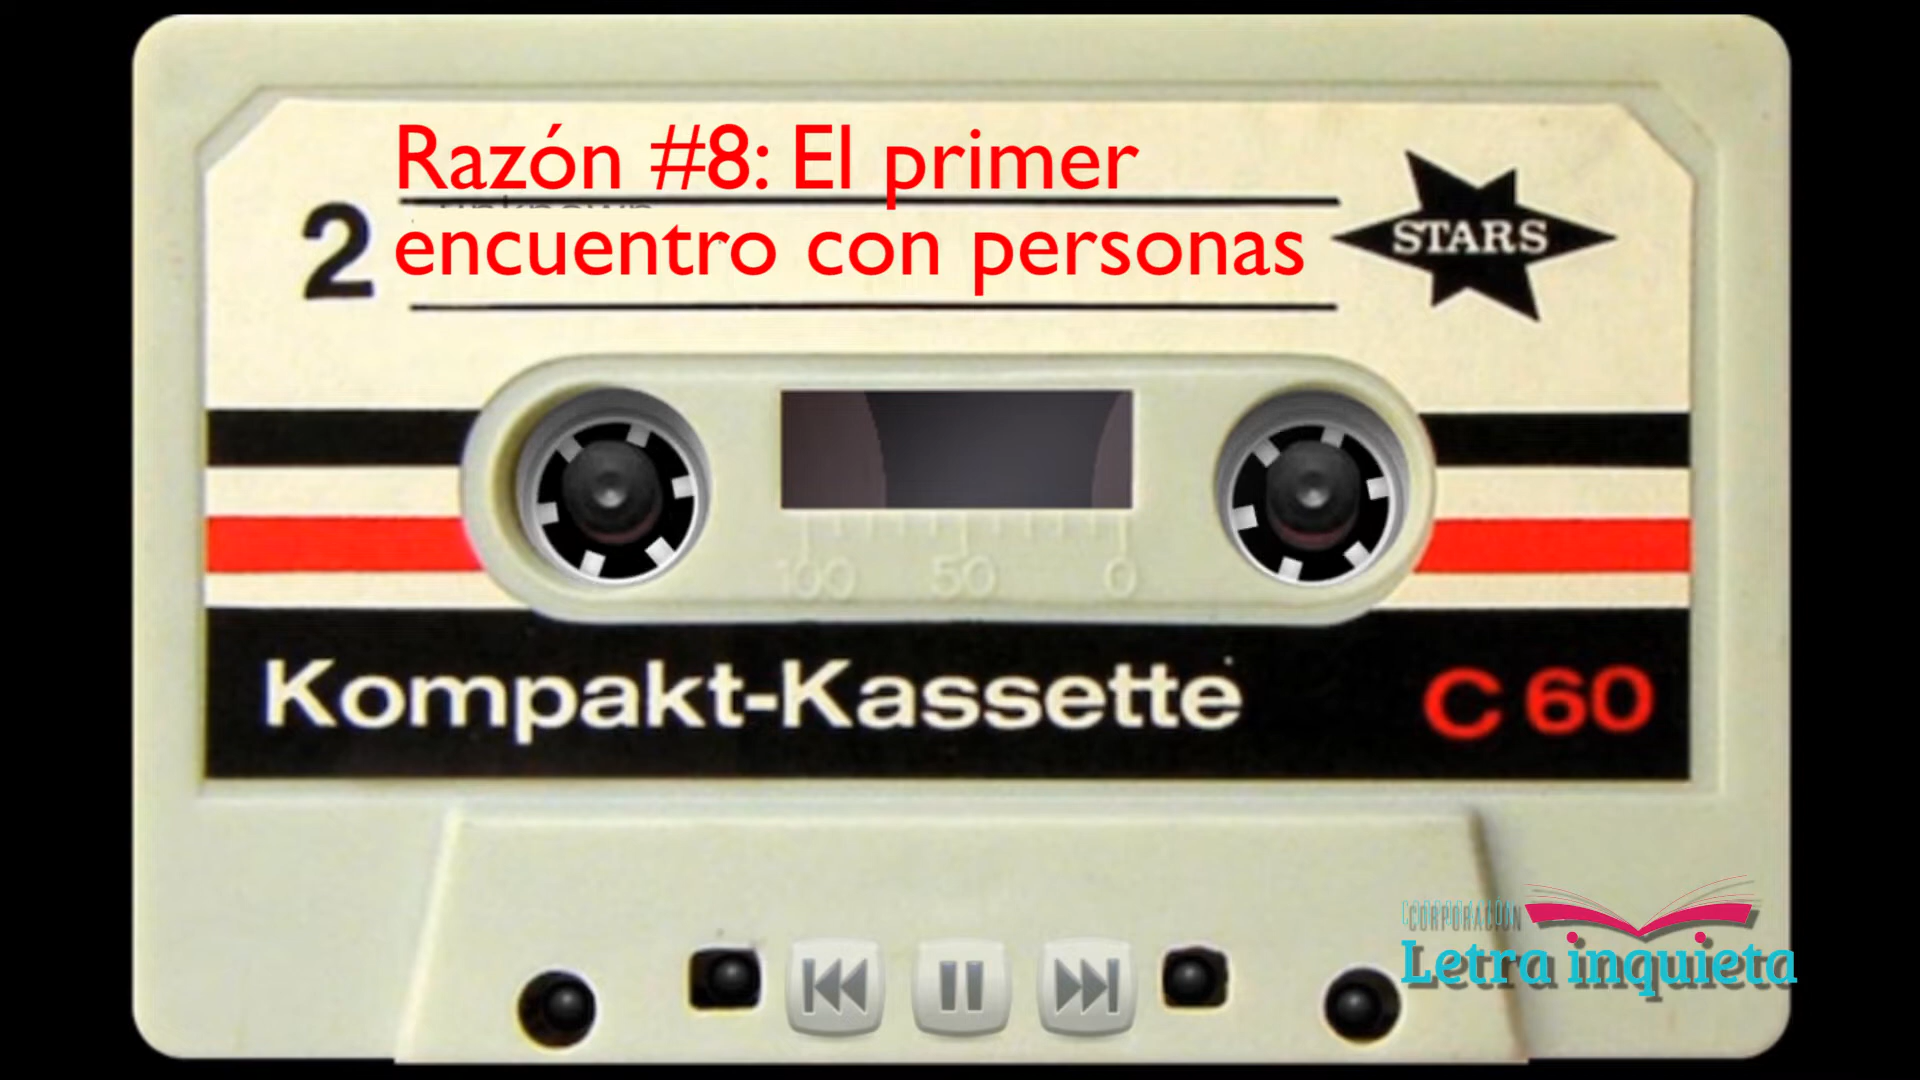 Razón #8: El primer
2
encuentro con personas
STARS
100 50 0
Kompakt-Kassette
C 60
CORPORACIÓN
Letra inquieta